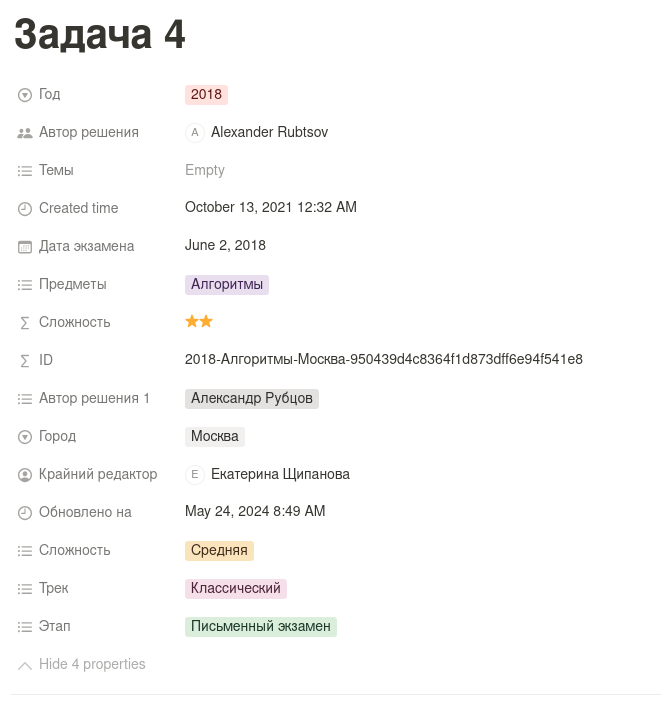 Задача 4
Год 2018
Автор решения A Alexander Rubtsov
Темы Empty
Created time October 13, 2021 12:32 AM
Дата экзамена June 2, 2018
Предметы Алгоритмы
Сложность ★★
ID 2018-Алгоритмы-Москва-950439d4c8364f1d873dff6e94f541e8
Автор решения 1 Александр Рубцов
Город Москва
Крайний редактор E Екатерина Щипанова
Обновлено на May 24, 2024 8:49 AM
Сложность Средняя
Трек Классический
Этап Письменный экзамен
Hide 4 properties